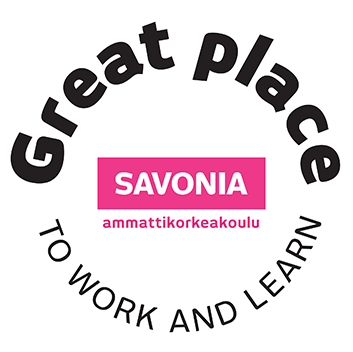 Great place
SAVONIA
ammattikorkeakoulu
TO WORK AND LEARN